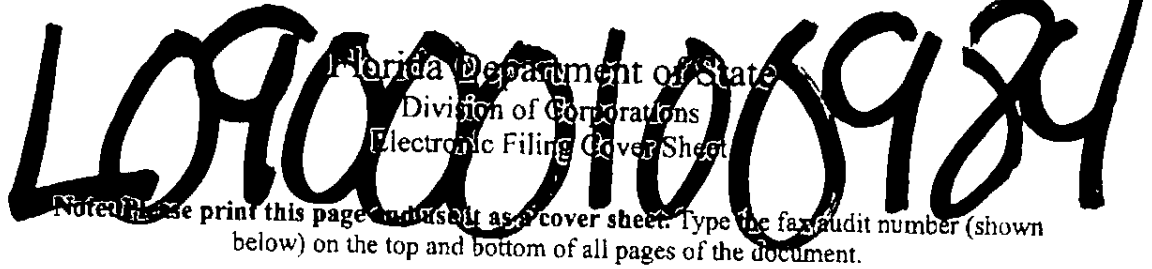 L09000106984
Florida Department of State
Division of Corporations
Electronic Filing Cover Sheet
Note: Please print this page and use it as a cover sheet. Type the fax audit number (shown
below) on the top and bottom of all pages of the document.